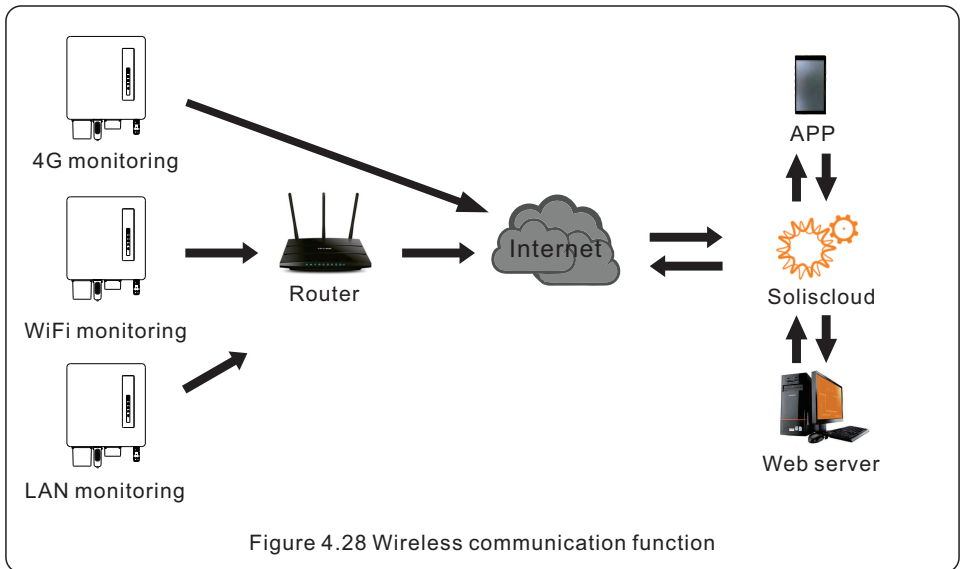 4G monitoring
WiFi monitoring
LAN monitoring
Router
Internet
APP
Soliscloud
Web server
Figure 4.28 Wireless communication function